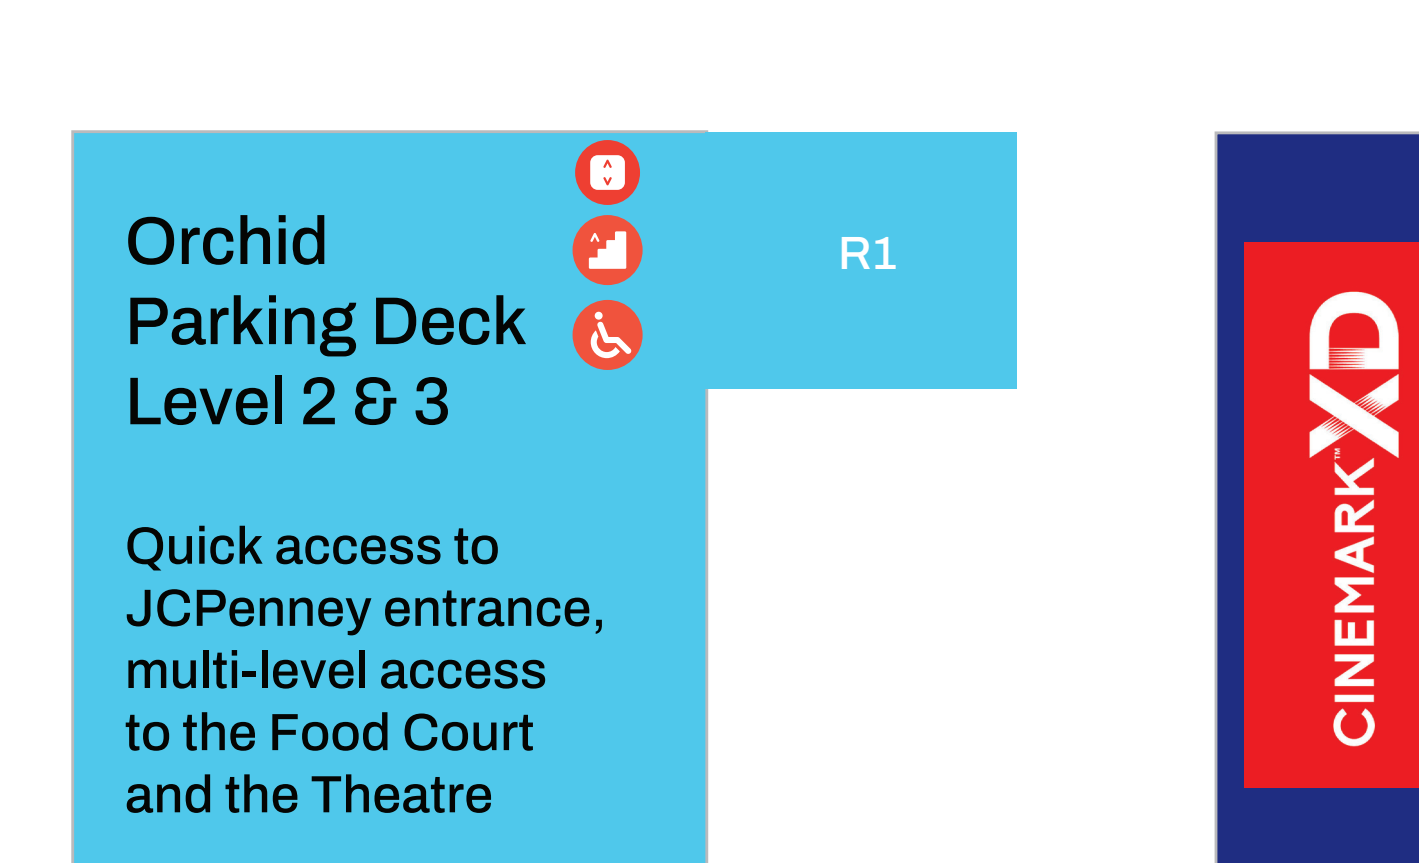 Orchid
Parking Deck
Level 2 & 3
Quick access to
JCPenney entrance,
multi-level access
to the Food Court
and the Theatre
R1
CINEMARK™ XD